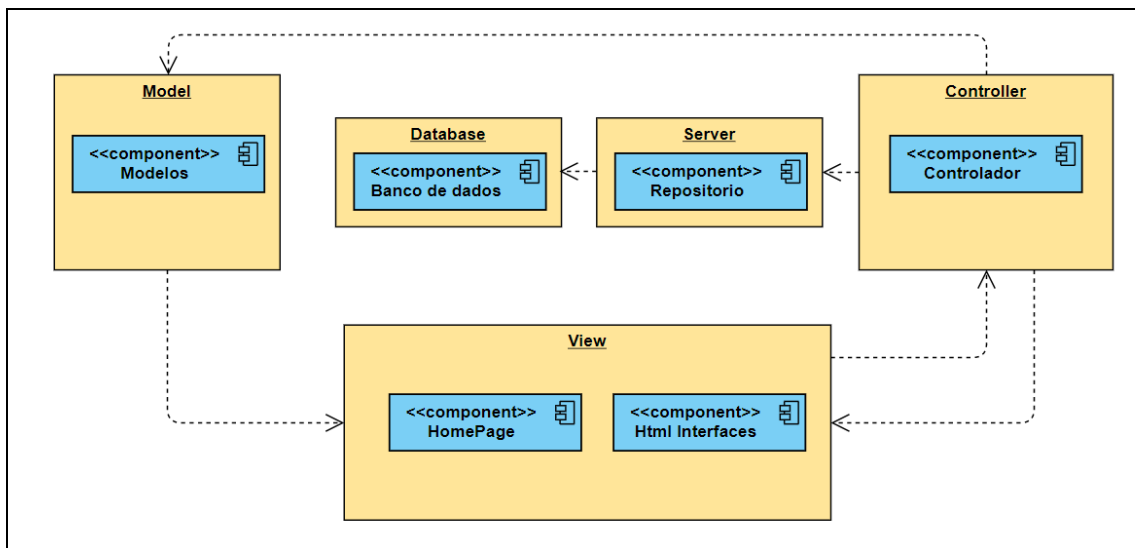 Model
<<component>>
Modelos
Database
<<component>>
Banco de dados
Server
<<component>>
Repositorio
Controller
<<component>>
Controlador
View
<<component>>
HomePage
<<component>>
Html Interfaces